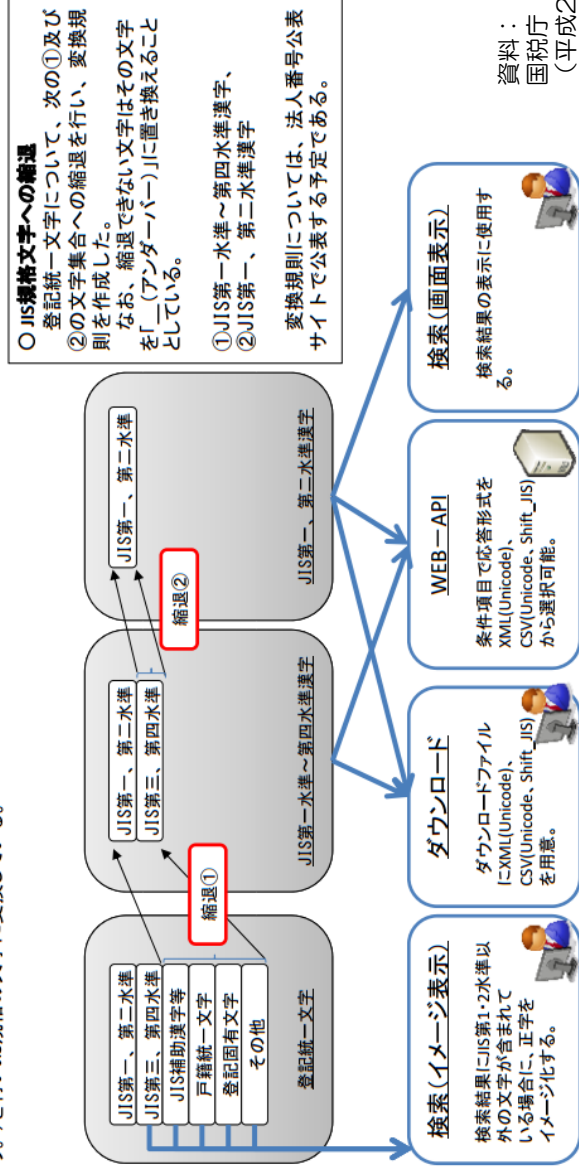 ○ JIS規格文字への縮退
登記統一文字について、次の①及び
②の文字集合への縮退を行い、変換規
則を作成した。
なお、縮退できない文字はその文字
を「＿(アンダーバー)」に置き換えること
としている。
①JIS第一水準～第四水準漢字、
②JIS第一、第二水準漢字
変換規則については、法人番号公表
サイトで公表する予定である。
JIS第一、第二水準
JIS第三、第四水準
JIS補助漢字等
戸籍統一文字
登記固有文字
その他
登記統一文字
縮退①
JIS第一、第二水準
JIS第三、第四水準
JIS第一水準～第四水準漢字
縮退②
JIS第一、第二水準
JIS第一、第二水準漢字
検索(イメージ表示)
検索結果にJIS第1・2水準以
外の文字が含まれて
いる場合に、正字を
イメージ化する。
ダウンロード
ダウンロードファイル
にXML(Unicode)、
CSV(Unicode、Shift_JIS)
を用意。
WEB－API
条件項目で応答形式を
XML(Unicode)、
CSV(Unicode、Shift_JIS)
から選択可能。
検索(画面表示)
検索結果の表示に使用す
る。
資料：
国税庁
(平成2